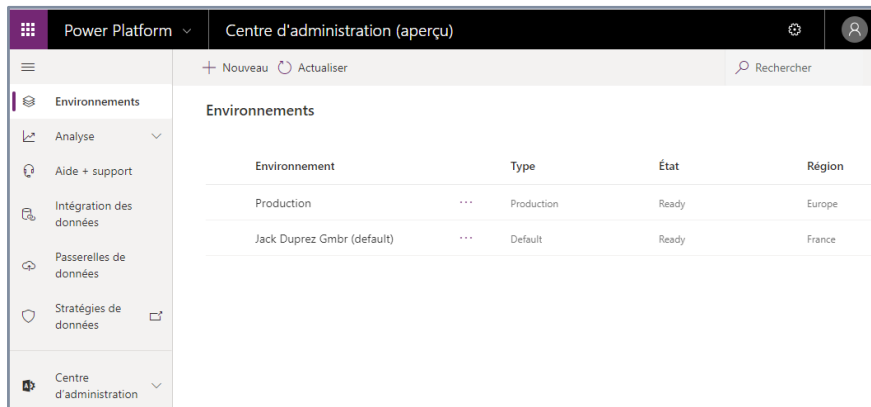 Power Platform
Centre d'administration (aperçu)
Nouveau
Actualiser
Rechercher
Environnements
Analyse
Aide + support
Intégration des
données
Passerelles de
données
Stratégies de
données
Centre
d'administration
Environnements
Environnement Type État Région
Production ... Production Ready Europe
Jack Duprez Gmbr (default) ... Default Ready France